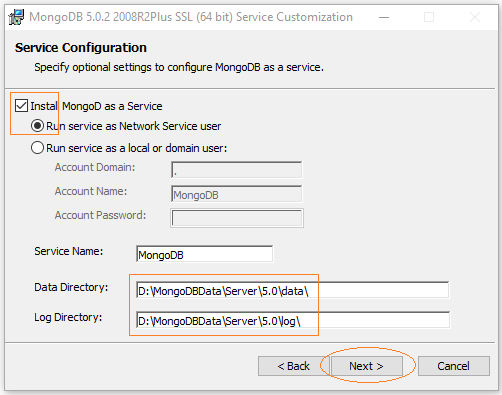 MongoDB 5.0.2 2008R2Plus SSL (64 bit) Service Customization
Service Configuration
Specify optional settings to configure MongoDB as a service.
Install MongoD as a Service
Run service as Network Service user
Run service as a local or domain user:
Account Domain: .
Account Name: MongoDB
Account Password:
Service Name: MongoDB
Data Directory: D:\MongoDBData\Server\5.0\data\
Log Directory: D:\MongoDBData\Server\5.0\log\
< Back Next > Cancel